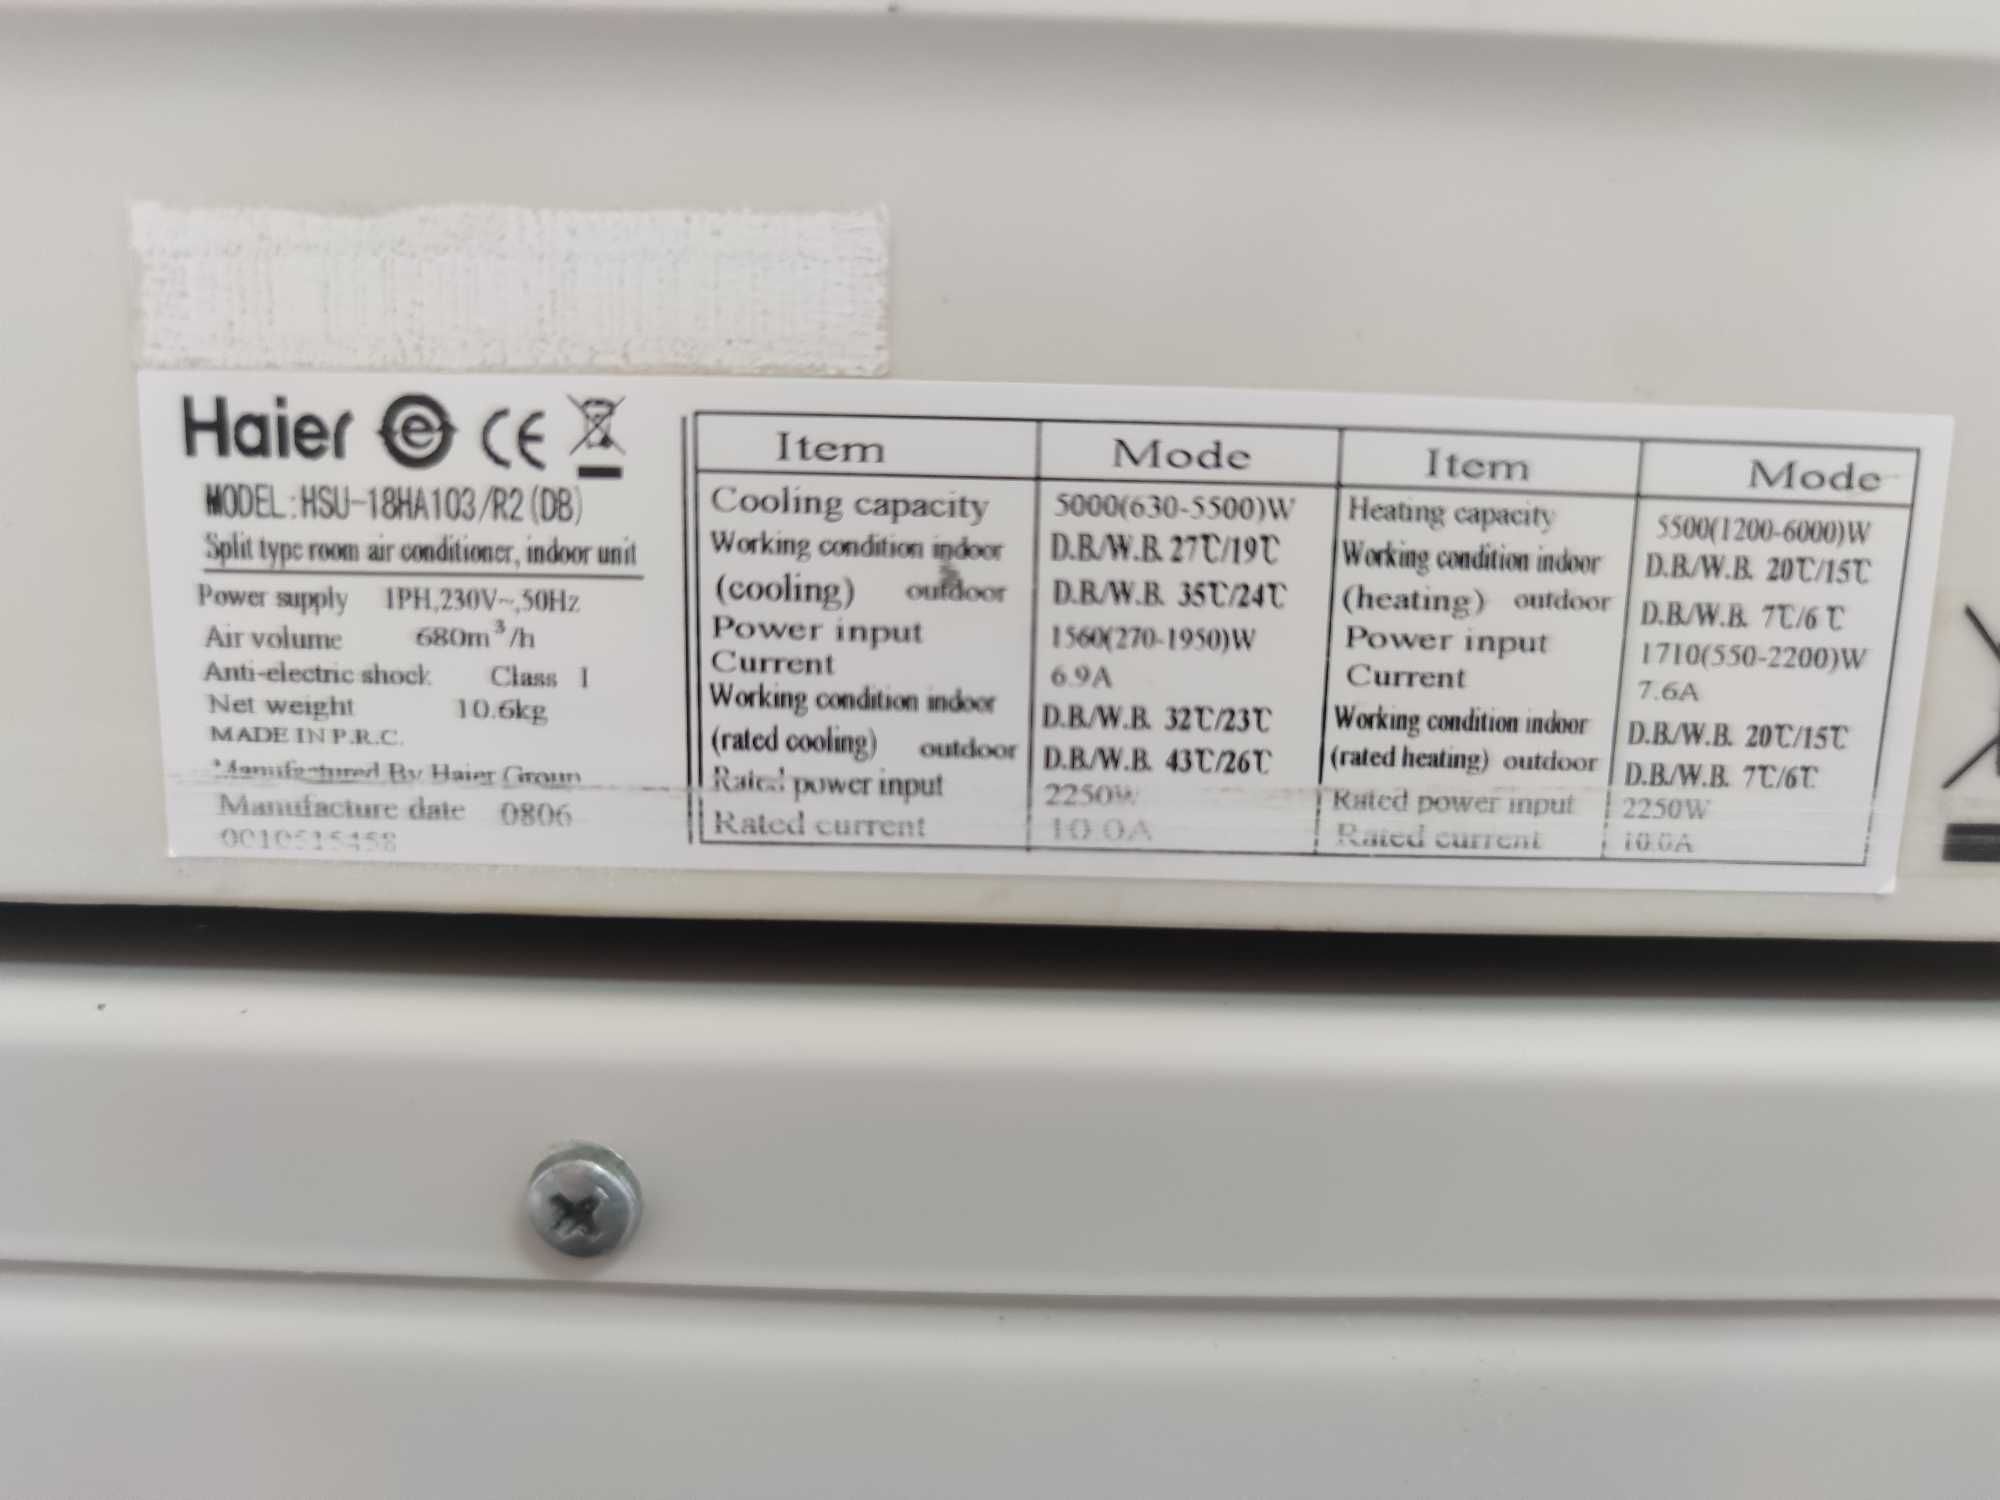 Haier CE
MODEL:HSU-18HA103/R2(DB)
Split type room air conditioner, indoor unit
Power supply 1PH,230V~,50Hz
Air volume 680m³/h
Anti-electric shock Class I
Net weight 10.6kg
MADE IN P.R.C.
Manufactured By Haier Group
Manufacture date 0806
0010515458
Item Mode Item Mode
Cooling capacity 5000(630-5500)W Heating capacity 5500(1200-6000)W
Working condition indoor D.B./W.B. 27℃/19℃ Working condition indoor D.B./W.B. 20℃/15℃
(cooling) outdoor D.B./W.B. 35℃/24℃ (heating) outdoor D.B./W.B. 7℃/6℃
Power input 1560(270-1950)W Power input 1710(550-2200)W
Current 6.9A Current 7.6A
Working condition indoor D.B./W.B. 32℃/23℃ Working condition indoor D.B./W.B. 20℃/15℃
(rated cooling) outdoor D.B./W.B. 43℃/26℃ (rated heating) outdoor D.B./W.B. 7℃/6℃
Rated power input 2250W Rated power input 2250W
Rated current 10.0A Rated current 10.0A